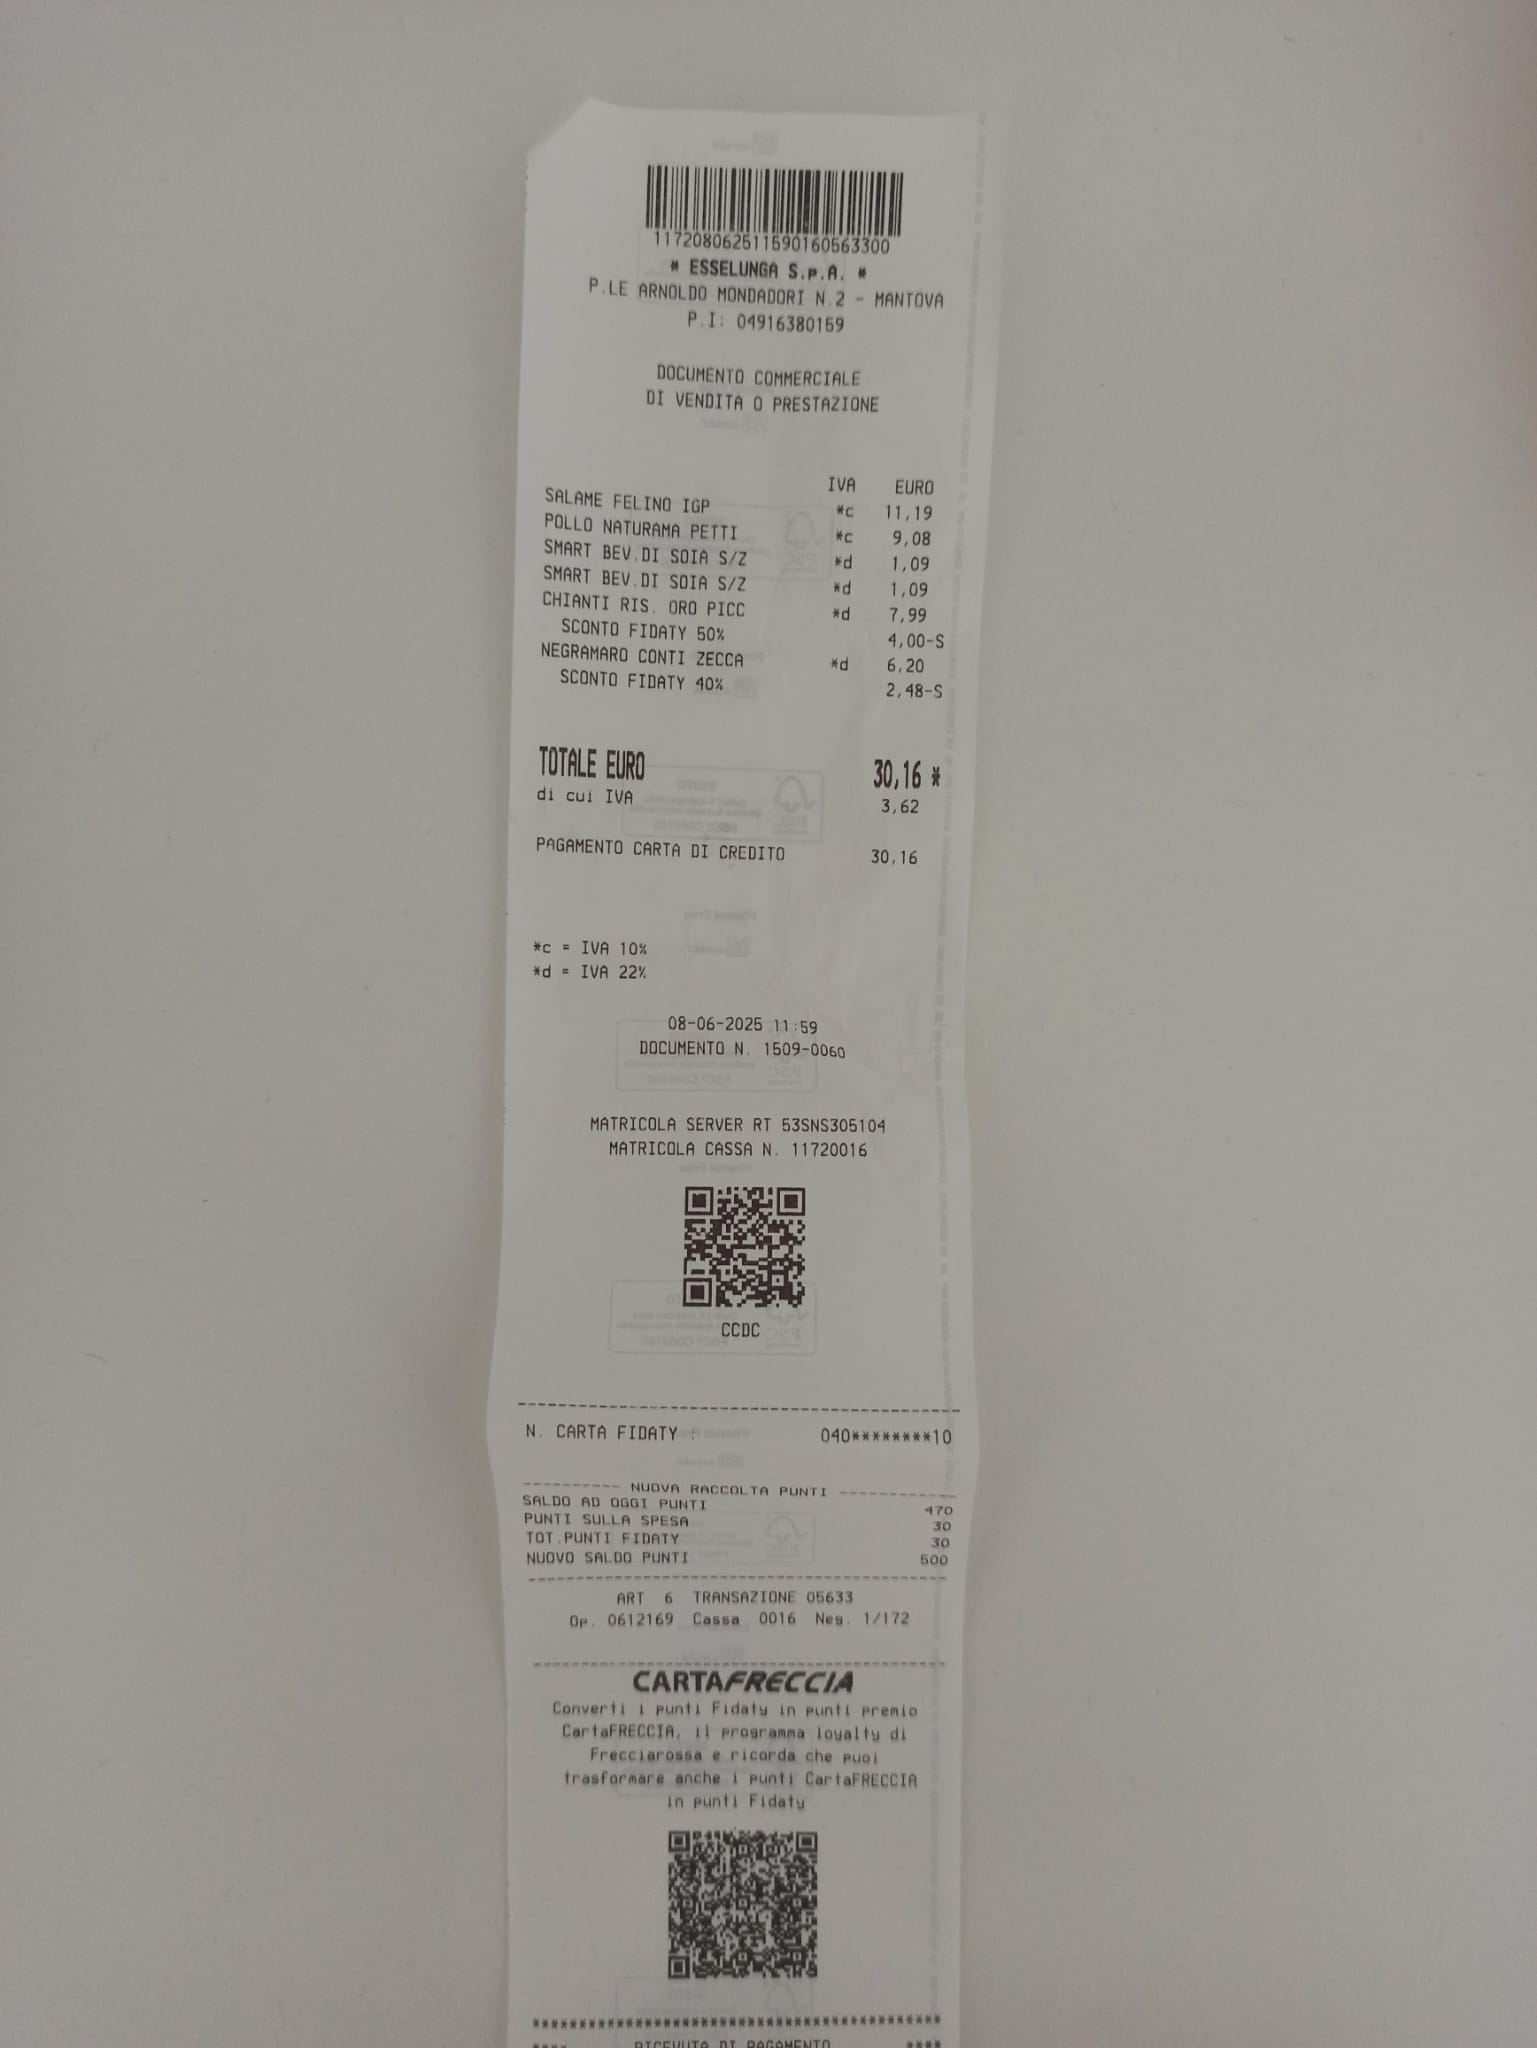 117208062511590160563300
* ESSELUNGA S.p.A. *
P.LE ARNOLDO MONDADORI N.2 - MANTOVA
P.I: 04916380159
DOCUMENTO COMMERCIALE
DI VENDITA O PRESTAZIONE
IVA EURO
SALAME FELINO IGP *c 11,19
POLLO NATURAMA PETTI *c 9,08
SMART BEV.DI SOIA S/Z *d 1,09
SMART BEV.DI SOIA S/Z *d 1,09
CHIANTI RIS. ORO PICC *d 7,99
SCONTO FIDATY 50% 4,00-S
NEGRAMARO CONTI ZECCA *d 6,20
SCONTO FIDATY 40% 2,48-S
TOTALE EURO 30,16 *
di cui IVA 3,62
PAGAMENTO CARTA DI CREDITO 30,16
*c = IVA 10%
*d = IVA 22%
08-06-2025 11:59
DOCUMENTO N. 1509-0060
MATRICOLA SERVER RT 53SNS305104
MATRICOLA CASSA N. 11720016
CCDC
N. CARTA FIDATY : 040********10
NUOVA RACCOLTA PUNTI
SALDO AD OGGI PUNTI 470
PUNTI SULLA SPESA 30
TOT.PUNTI FIDATY 30
NUOVO SALDO PUNTI 500
ART 6 TRANSAZIONE 05633
Op. 0612169 Cassa 0016 Neg. 1/172
CARTAFRECCIA
Converti i punti Fidaty in punti premio
CartaFRECCIA, il programma loyalty di
Frecciarossa e ricorda che puoi
trasformare anche i punti CartaFRECCIA
in punti Fidaty
****************************************
**** RICEVUTA DI PAGAMENTO ****